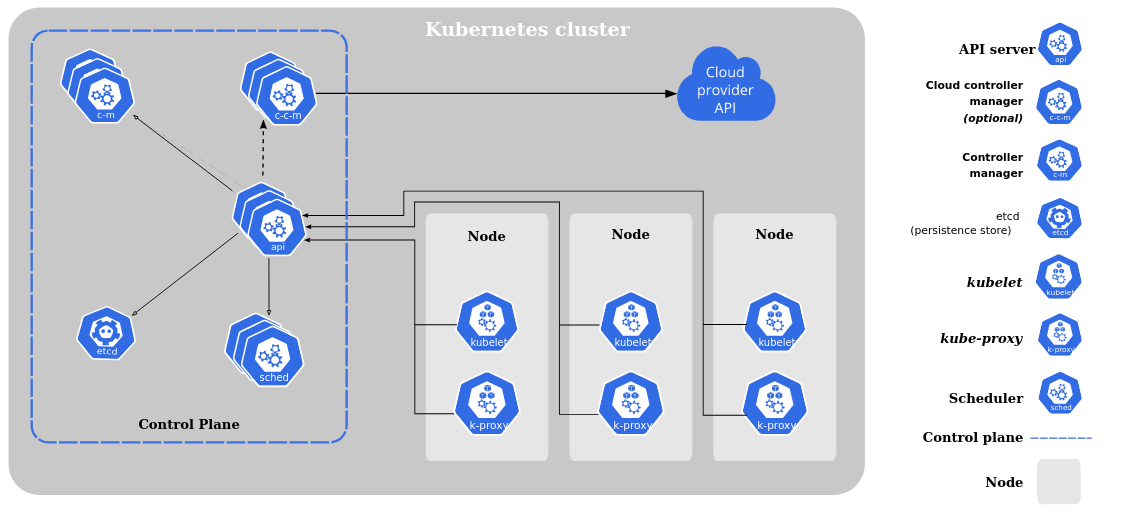 Kubernetes cluster
c-m
c-c-m
Cloud
provider
API
api
etcd
sched
Control Plane
Node
kubelet
k-proxy
Node
kubelet
k-proxy
Node
kubelet
k-proxy
API server
api
Cloud controller
manager
(optional)
c-c-m
Controller
manager
c-m
etcd
(persistence store)
etcd
kubelet
kubelet
kube-proxy
k-proxy
Scheduler
sched
Control plane
Node